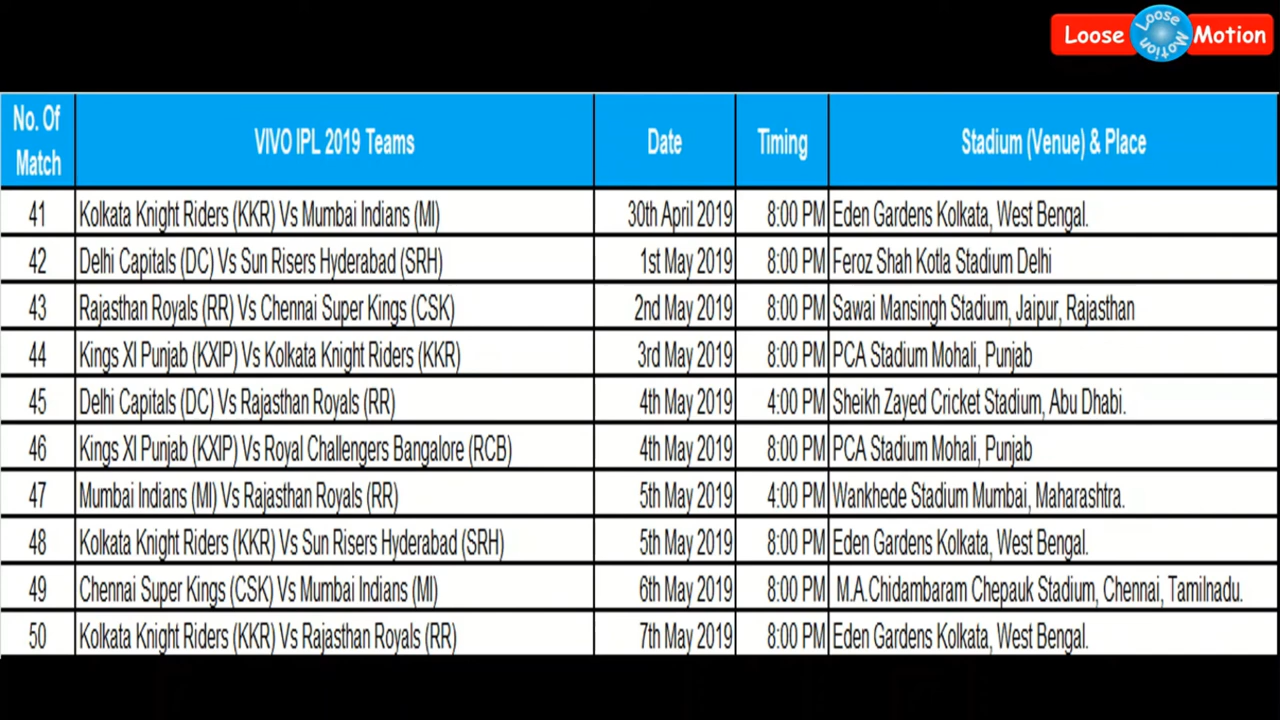 Loose Loose Motion Motion
No. Of Match VIVO IPL 2019 Teams Date Timing Stadium (Venue) & Place
41 Kolkata Knight Riders (KKR) Vs Mumbai Indians (MI) 30th April 2019 8:00 PM Eden Gardens Kolkata, West Bengal.
42 Delhi Capitals (DC) Vs Sun Risers Hyderabad (SRH) 1st May 2019 8:00 PM Feroz Shah Kotla Stadium Delhi
43 Rajasthan Royals (RR) Vs Chennai Super Kings (CSK) 2nd May 2019 8:00 PM Sawai Mansingh Stadium, Jaipur, Rajasthan
44 Kings XI Punjab (KXIP) Vs Kolkata Knight Riders (KKR) 3rd May 2019 8:00 PM PCA Stadium Mohali, Punjab
45 Delhi Capitals (DC) Vs Rajasthan Royals (RR) 4th May 2019 4:00 PM Sheikh Zayed Cricket Stadium, Abu Dhabi.
46 Kings XI Punjab (KXIP) Vs Royal Challengers Bangalore (RCB) 4th May 2019 8:00 PM PCA Stadium Mohali, Punjab
47 Mumbai Indians (MI) Vs Rajasthan Royals (RR) 5th May 2019 4:00 PM Wankhede Stadium Mumbai, Maharashtra.
48 Kolkata Knight Riders (KKR) Vs Sun Risers Hyderabad (SRH) 5th May 2019 8:00 PM Eden Gardens Kolkata, West Bengal.
49 Chennai Super Kings (CSK) Vs Mumbai Indians (MI) 6th May 2019 8:00 PM M.A.Chidambaram Chepauk Stadium, Chennai, Tamilnadu.
50 Kolkata Knight Riders (KKR) Vs Rajasthan Royals (RR) 7th May 2019 8:00 PM Eden Gardens Kolkata, West Bengal.